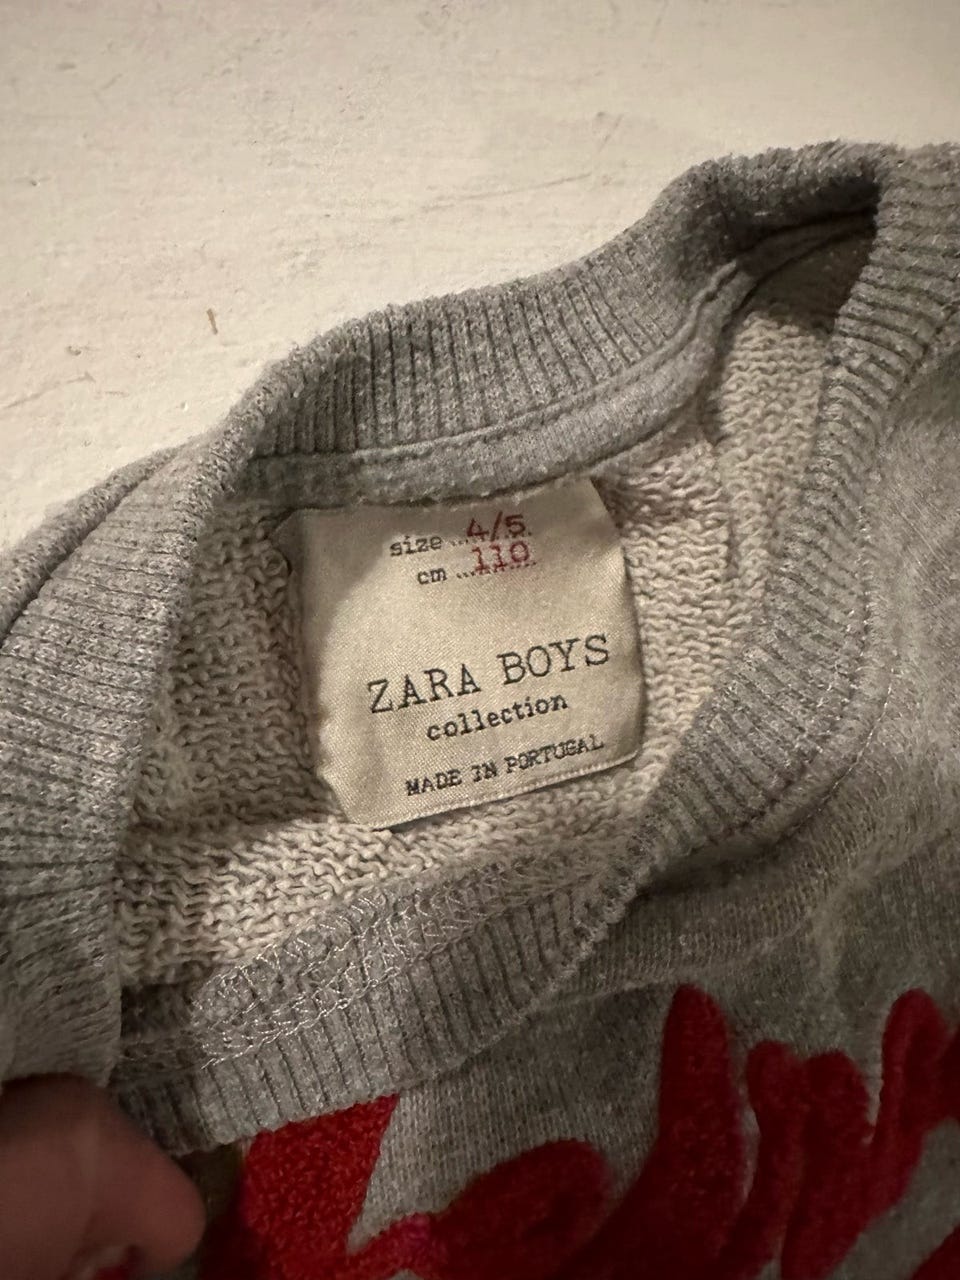 size ... 4/5
cm .... 110
ZARA BOYS
collection
MADE IN PORTUGAL